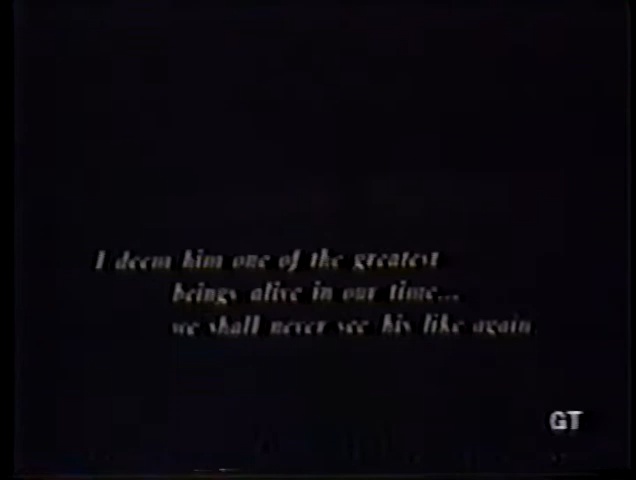 I deem him one of the greatest
beings alive in our time...
we shall never see his like again
GT